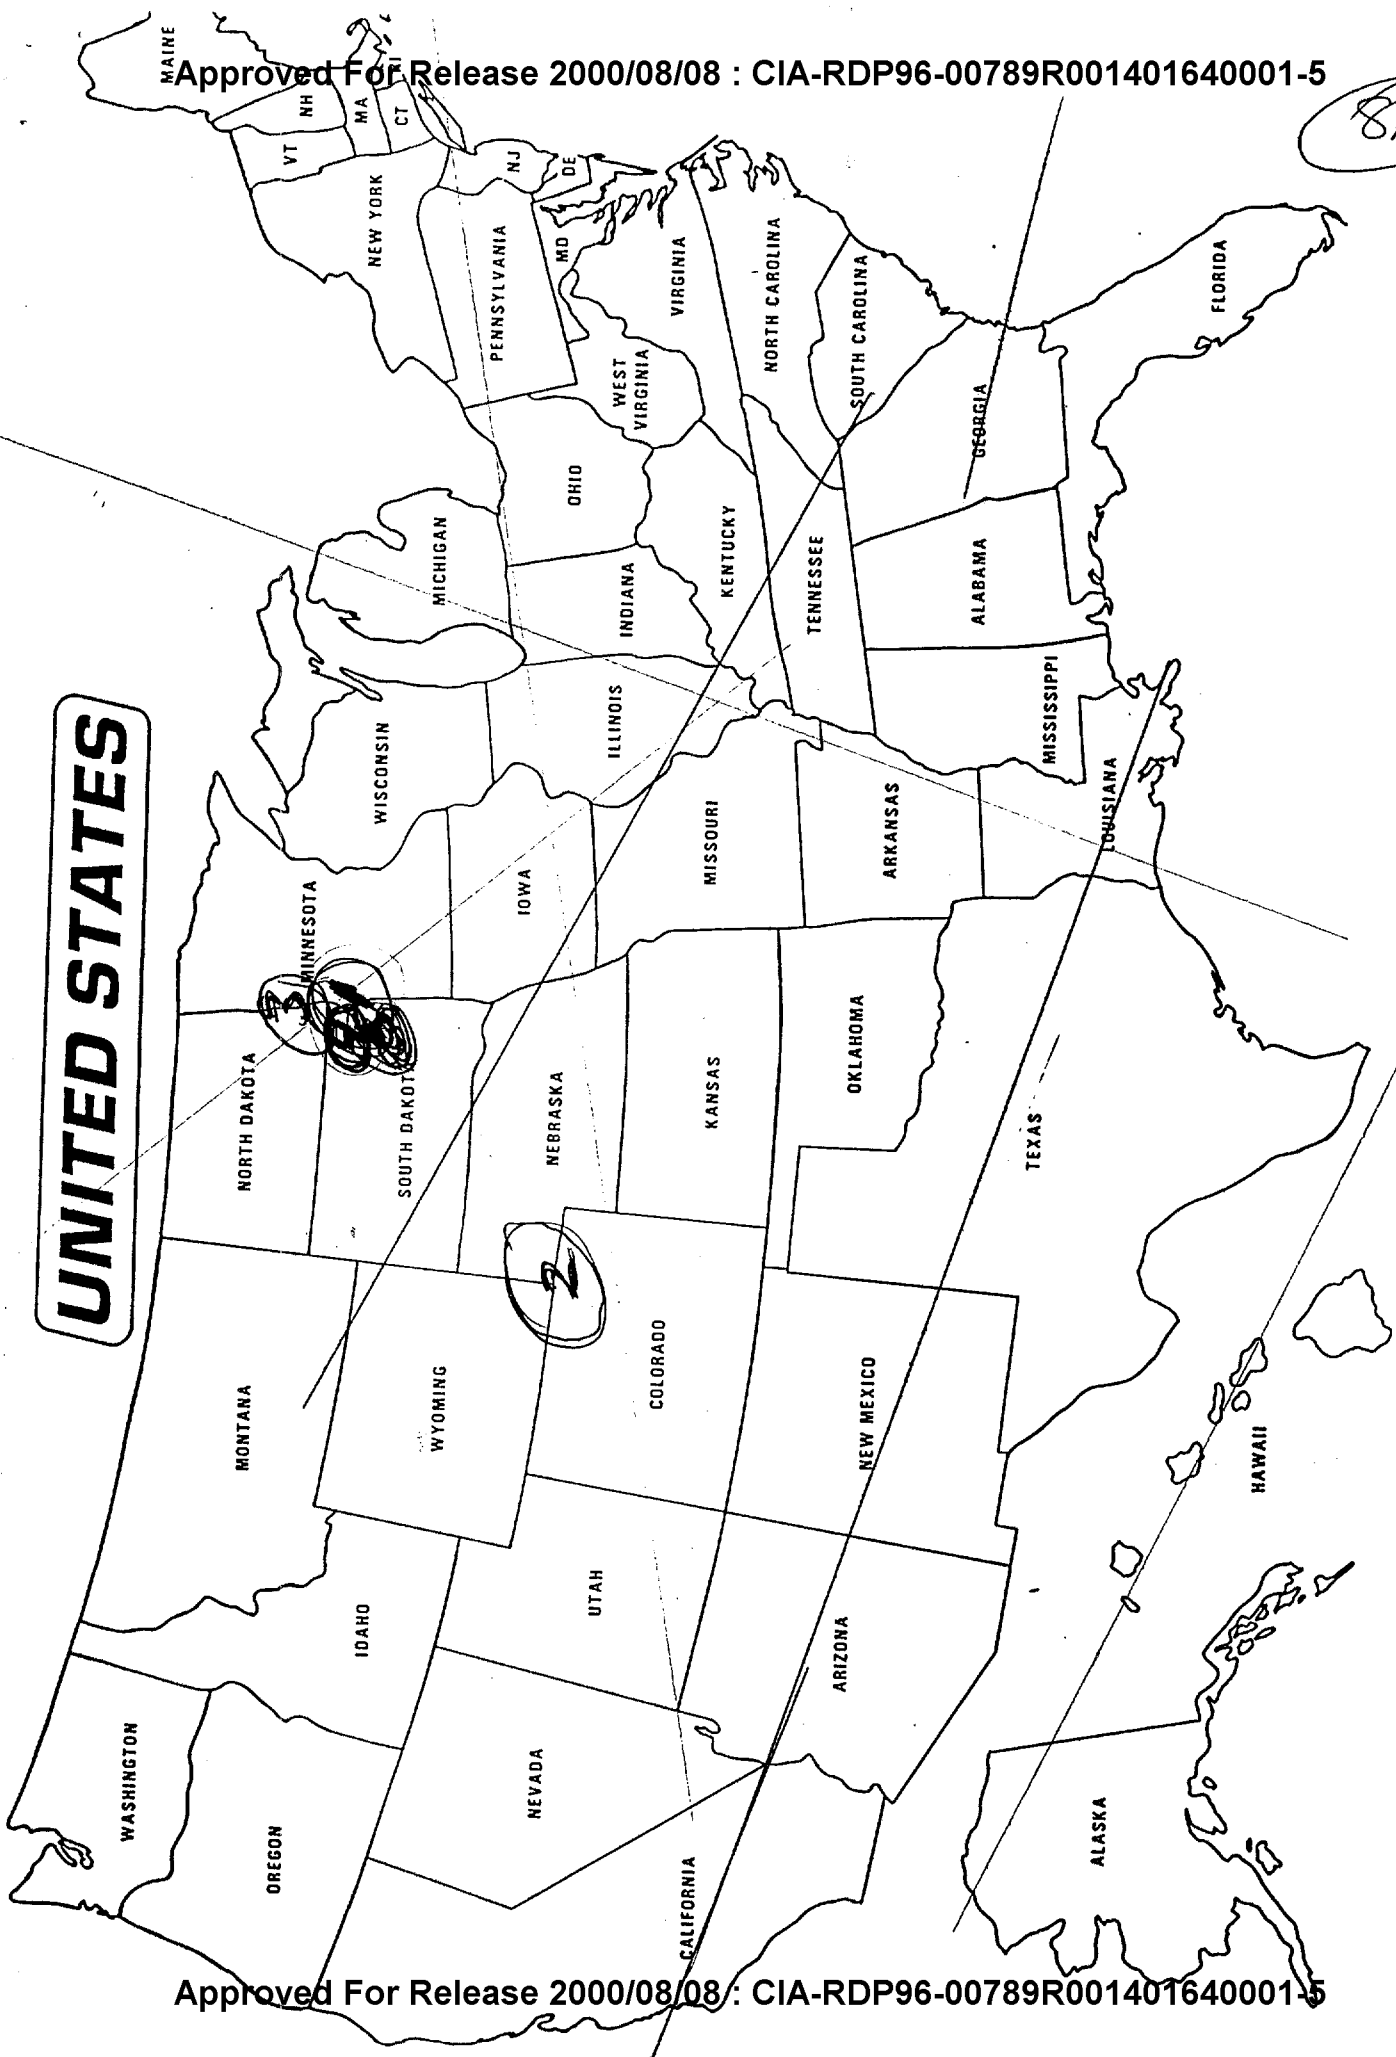 Approved For Release 2000/08/08 : CIA-RDP96-00789R001401640001-5
UNITED STATES
WASHINGTON
OREGON
CALIFORNIA
NEVADA
IDAHO
MONTANA
WYOMING
UTAH
ARIZONA
COLORADO
NEW MEXICO
NORTH DAKOTA
SOUTH DAKOTA
NEBRASKA
KANSAS
OKLAHOMA
TEXAS
MINNESOTA
IOWA
MISSOURI
ARKANSAS
LOUISIANA
WISCONSIN
ILLINOIS
MICHIGAN
INDIANA
OHIO
KENTUCKY
TENNESSEE
MISSISSIPPI
ALABAMA
GEORGIA
FLORIDA
SOUTH CAROLINA
NORTH CAROLINA
VIRGINIA
WEST
VIRGINIA
PENNSYLVANIA
MD
DE
NJ
NEW YORK
VT
NH
MA
CT
RI
MAINE
ALASKA
HAWAII
3
1
2
Approved For Release 2000/08/08 : CIA-RDP96-00789R001401640001-5